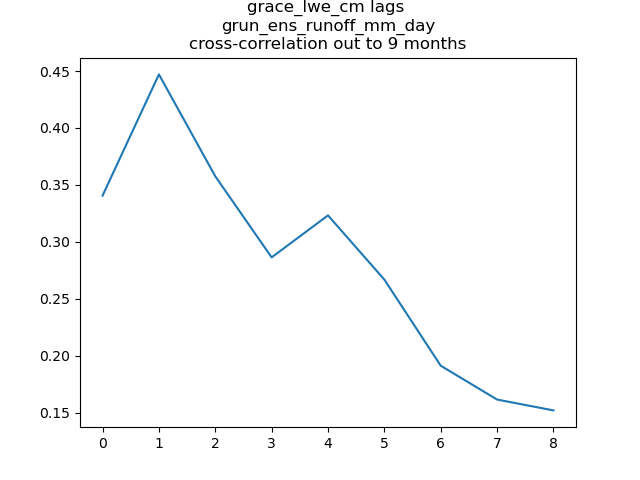 grace_lwe_cm lags
grun_ens_runoff_mm_day
cross-correlation out to 9 months
0.45
0.40
0.35
0.30
0.25
0.20
0.15
0 1 2 3 4 5 6 7 8